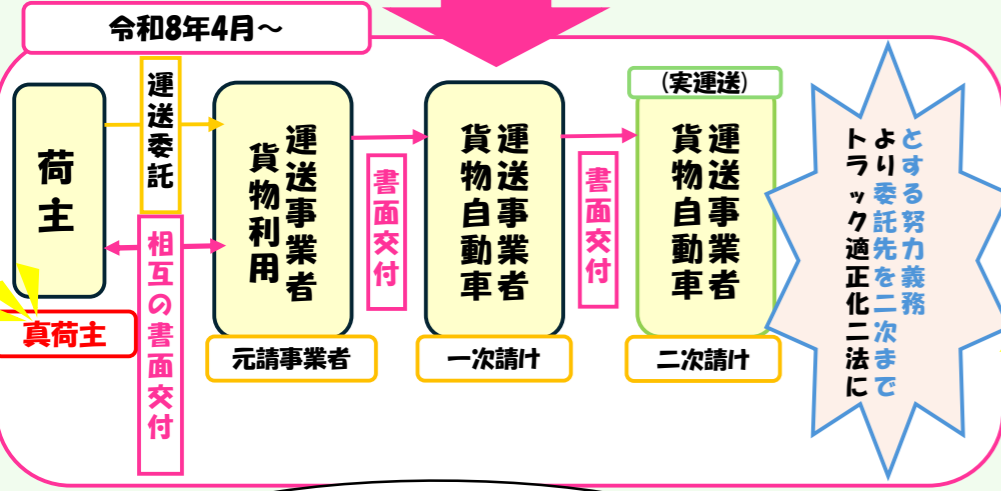 令和8年4月～
荷主
真荷主
運送委託
相互の書面交付
貨物利用
運送事業者
元請事業者
書面交付
貨物自動車
運送事業者
一次請け
書面交付
(実運送)
貨物自動車
運送事業者
二次請け
トラック適正化二法に
より委託先を二次まで
とする努力義務